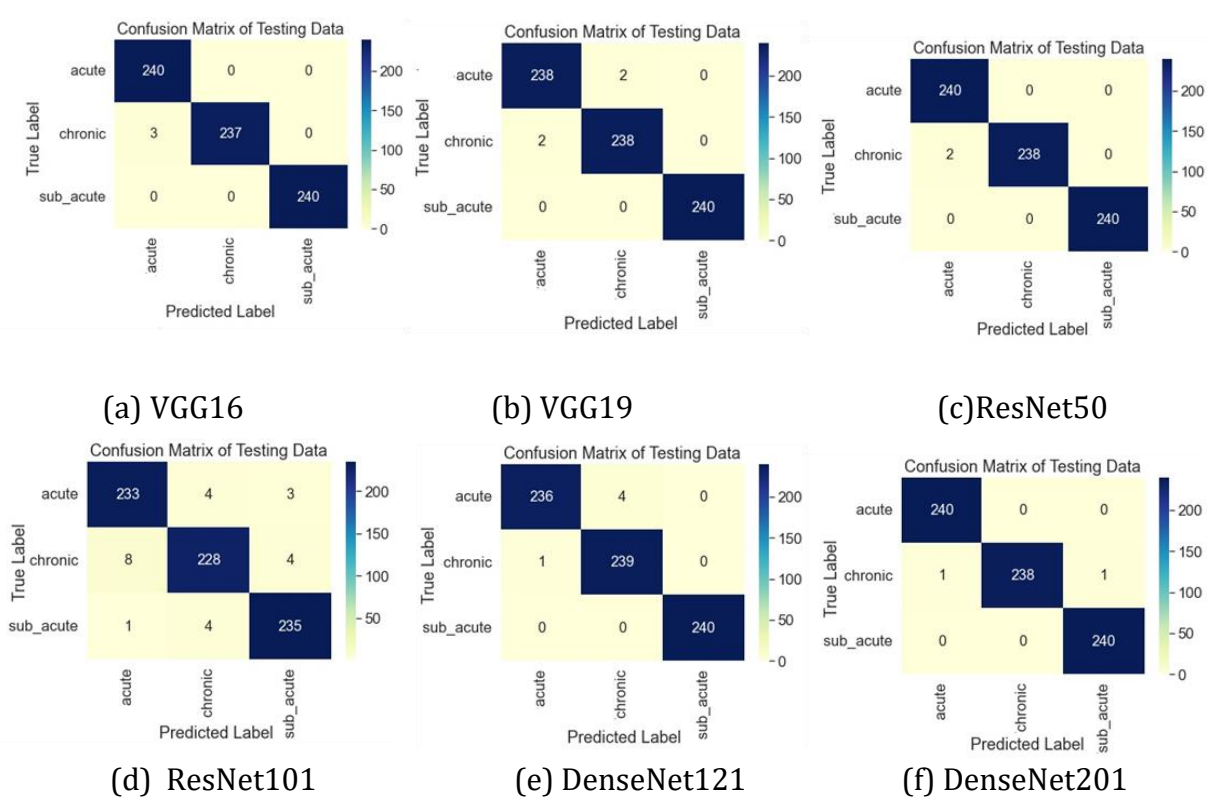 Confusion Matrix of Testing Data
acute 240 0 0
chronic 3 237 0
sub_acute 0 0 240
True Label
acute chronic sub_acute
Predicted Label
200
150
100
50
0
Confusion Matrix of Testing Data
acute 238 2 0
chronic 2 238 0
sub_acute 0 0 240
True Label
acute chronic sub_acute
Predicted Label
200
150
100
50
0
Confusion Matrix of Testing Data
acute 240 0 0
chronic 2 238 0
sub_acute 0 0 240
True Label
acute chronic sub_acute
Predicted Label
200
150
100
50
0
(a) VGG16
(b) VGG19
(c)ResNet50
Confusion Matrix of Testing Data
acute 233 4 3
chronic 8 228 4
sub_acute 1 4 235
True Label
acute chronic sub_acute
Predicted Label
200
150
100
50
Confusion Matrix of Testing Data
acute 236 4 0
chronic 1 239 0
sub_acute 0 0 240
True Label
acute chronic sub_acute
Predicted Label
200
150
100
50
0
Confusion Matrix of Testing Data
acute 240 0 0
chronic 1 238 1
sub_acute 0 0 240
True Label
acute chronic sub_acute
Predicted Label
200
150
100
50
0
(d) ResNet101
(e) DenseNet121
(f) DenseNet201